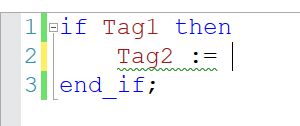 1 if Tag1 then
2 Tag2 :=
3 end_if;